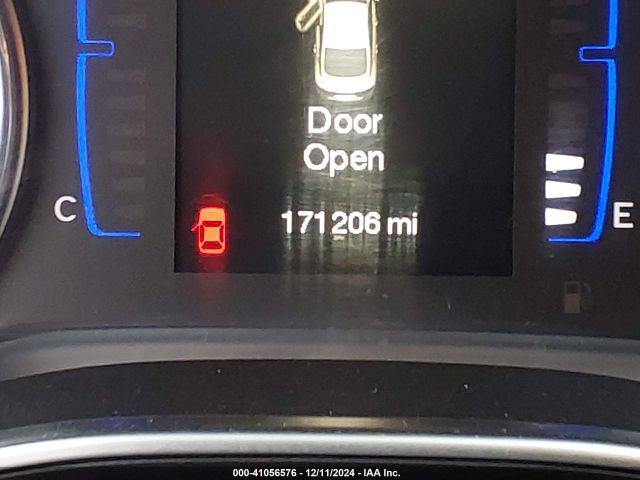 Door
Open
171206 mi
C
E
000-41056576 - 12/11/2024 - IAA Inc.